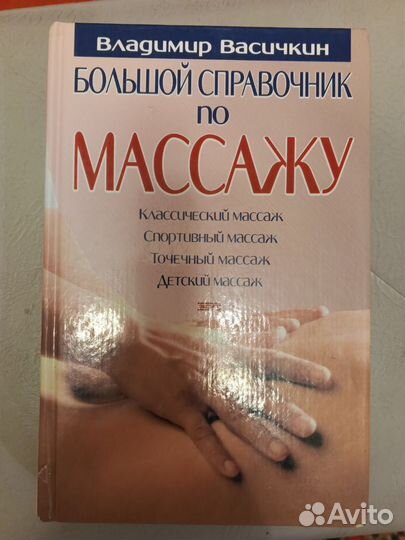 Владимир Васичкин
БОЛЬШОЙ СПРАВОЧНИК
по
МАССАЖУ
Классический массаж
Спортивный массаж
Точечный массаж
Детский массаж
Avito